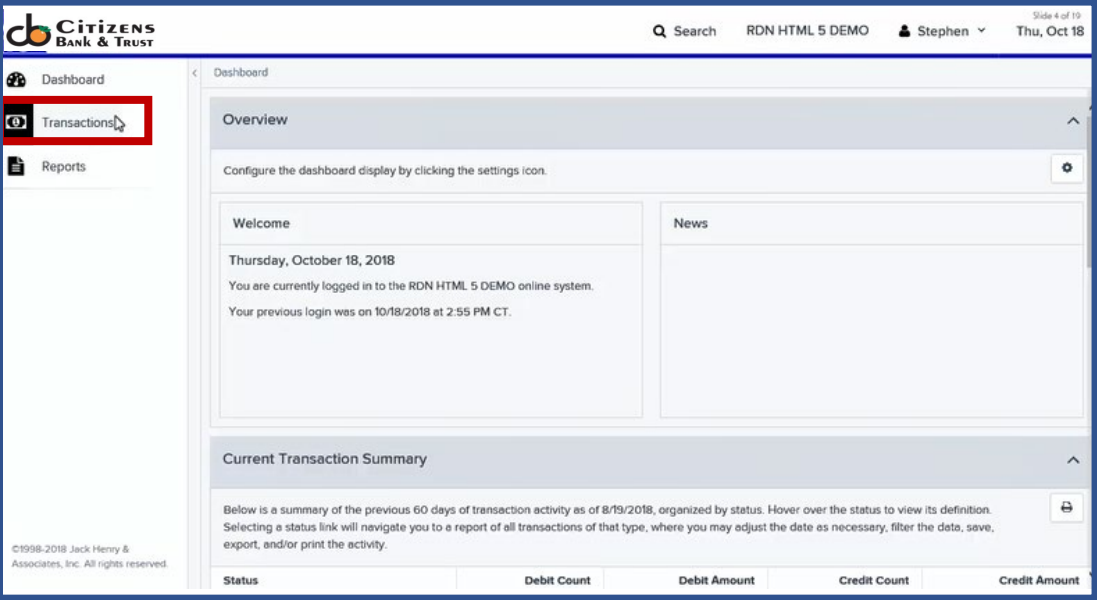 Slide 4 of 19
CITIZENS
BANK & TRUST
Search RDN HTML 5 DEMO Stephen Thu, Oct 18
Dashboard
Transactions
Reports
Dashboard
Overview
Configure the dashboard display by clicking the settings icon.
Welcome
Thursday, October 18, 2018
You are currently logged in to the RDN HTML 5 DEMO online system.
Your previous login was on 10/18/2018 at 2:55 PM CT.
News
Current Transaction Summary
Below is a summary of the previous 60 days of transaction activity as of 8/19/2018, organized by status. Hover over the status to view its definition.
Selecting a status link will navigate you to a report of all transactions of that type, where you may adjust the date as necessary, filter the data, save,
export, and/or print the activity.
Status Debit Count Debit Amount Credit Count Credit Amount
©1998-2018 Jack Henry &
Associates, Inc. All rights reserved.